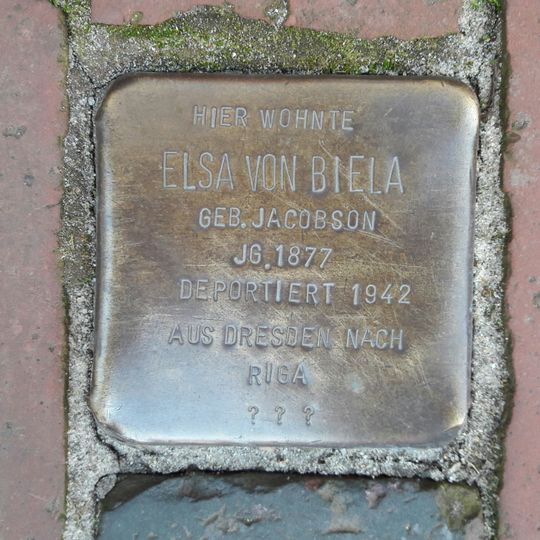 HIER WOHNTE
ELSA VON BIELA
GEB. JACOBSON
JG. 1877
DEPORTIERT 1942
AUS DRESDEN NACH
RIGA
? ? ?